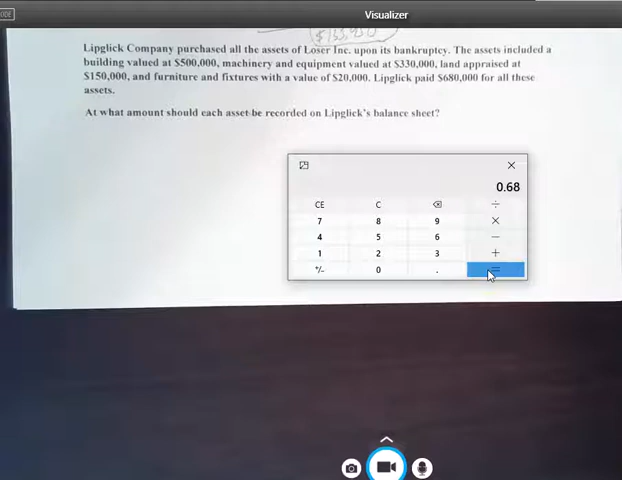 ODE
Visualizer
Lipglick Company purchased all the assets of Loser Inc. upon its bankruptcy. The assets included a
building valued at $500,000, machinery and equipment valued at $330,000, land appraised at
$150,000, and furniture and fixtures with a value of $20,000. Lipglick paid $680,000 for all these
assets.
At what amount should each asset be recorded on Lipglick's balance sheet?
0.68
CE C ÷
7 8 9 ×
4 5 6 −
1 2 3 +
+/− 0 . =